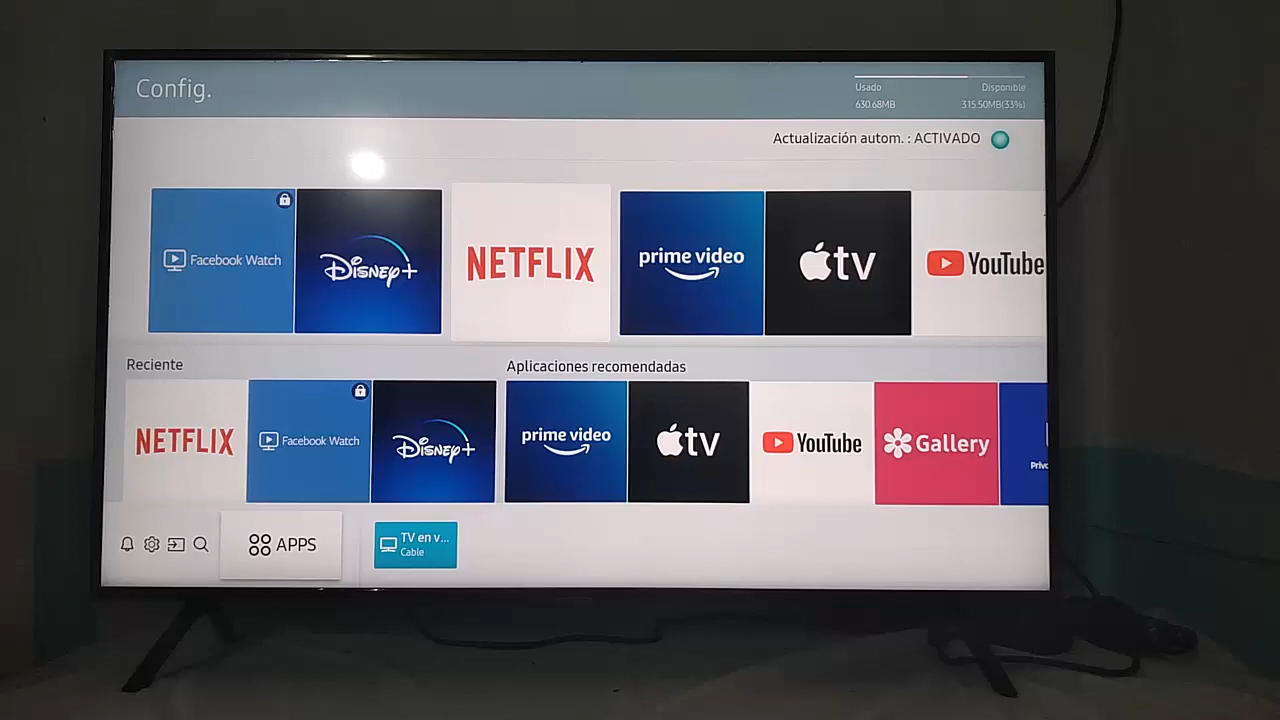 Config.
Usado
Disponible
630.68MB
315.50MB(33%)
Actualización autom. : ACTIVADO
Facebook Watch
Disney+
NETFLIX
prime video
tv
YouTube
Reciente
Aplicaciones recomendadas
NETFLIX
Facebook Watch
Disney+
prime video
tv
YouTube
Gallery
APPS
TV en v...
Cable